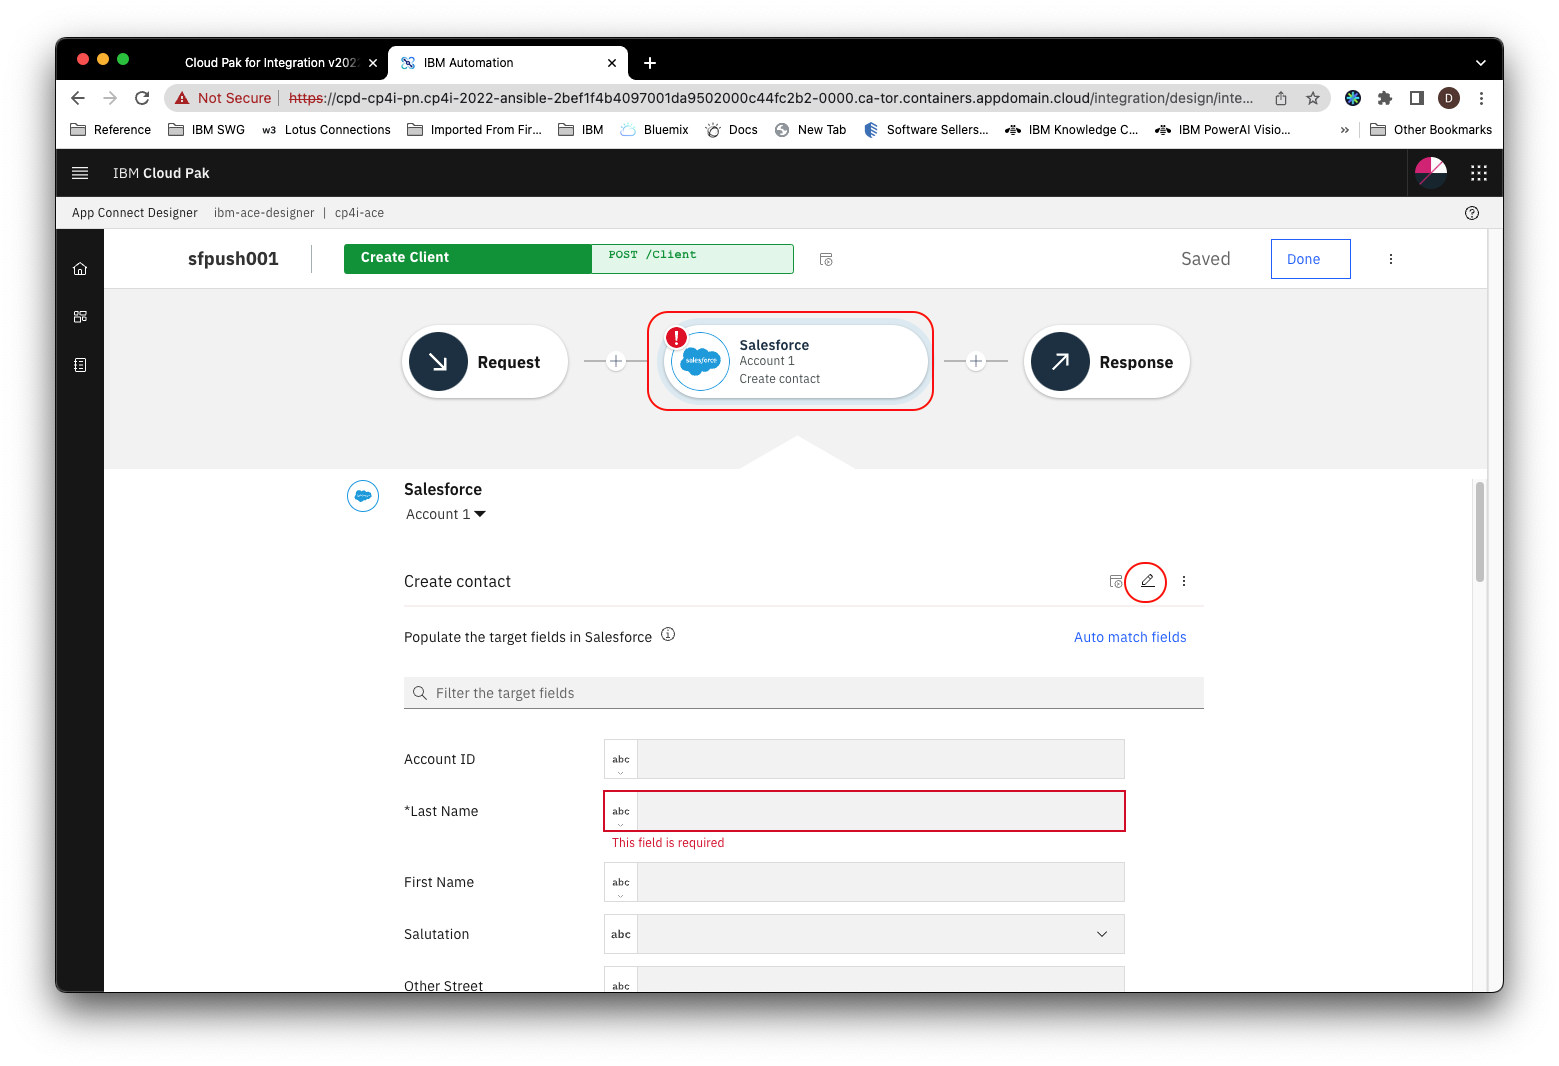 Cloud Pak for Integration v202
IBM Automation
Not Secure
https://cpd-cp4i-pn.cp4i-2022-ansible-2bef1f4b4097001da9502000c44fc2b2-0000.ca-tor.containers.appdomain.cloud/integration/design/inte...
D
Reference
IBM SWG
w3 Lotus Connections
Imported From Fir...
IBM
Bluemix
Docs
New Tab
Software Sellers...
IBM Knowledge C...
IBM PowerAI Visio...
»
Other Bookmarks
IBM Cloud Pak
App Connect Designer ibm-ace-designer | cp4i-ace
sfpush001
Create Client
POST /Client
Saved
Done
Request
salesforce
Salesforce
Account 1
Create contact
Response
Salesforce
Account 1
Create contact
Populate the target fields in Salesforce
Auto match fields
Filter the target fields
Account ID
abc
*Last Name
abc
This field is required
First Name
abc
Salutation
abc
Other Street
abc